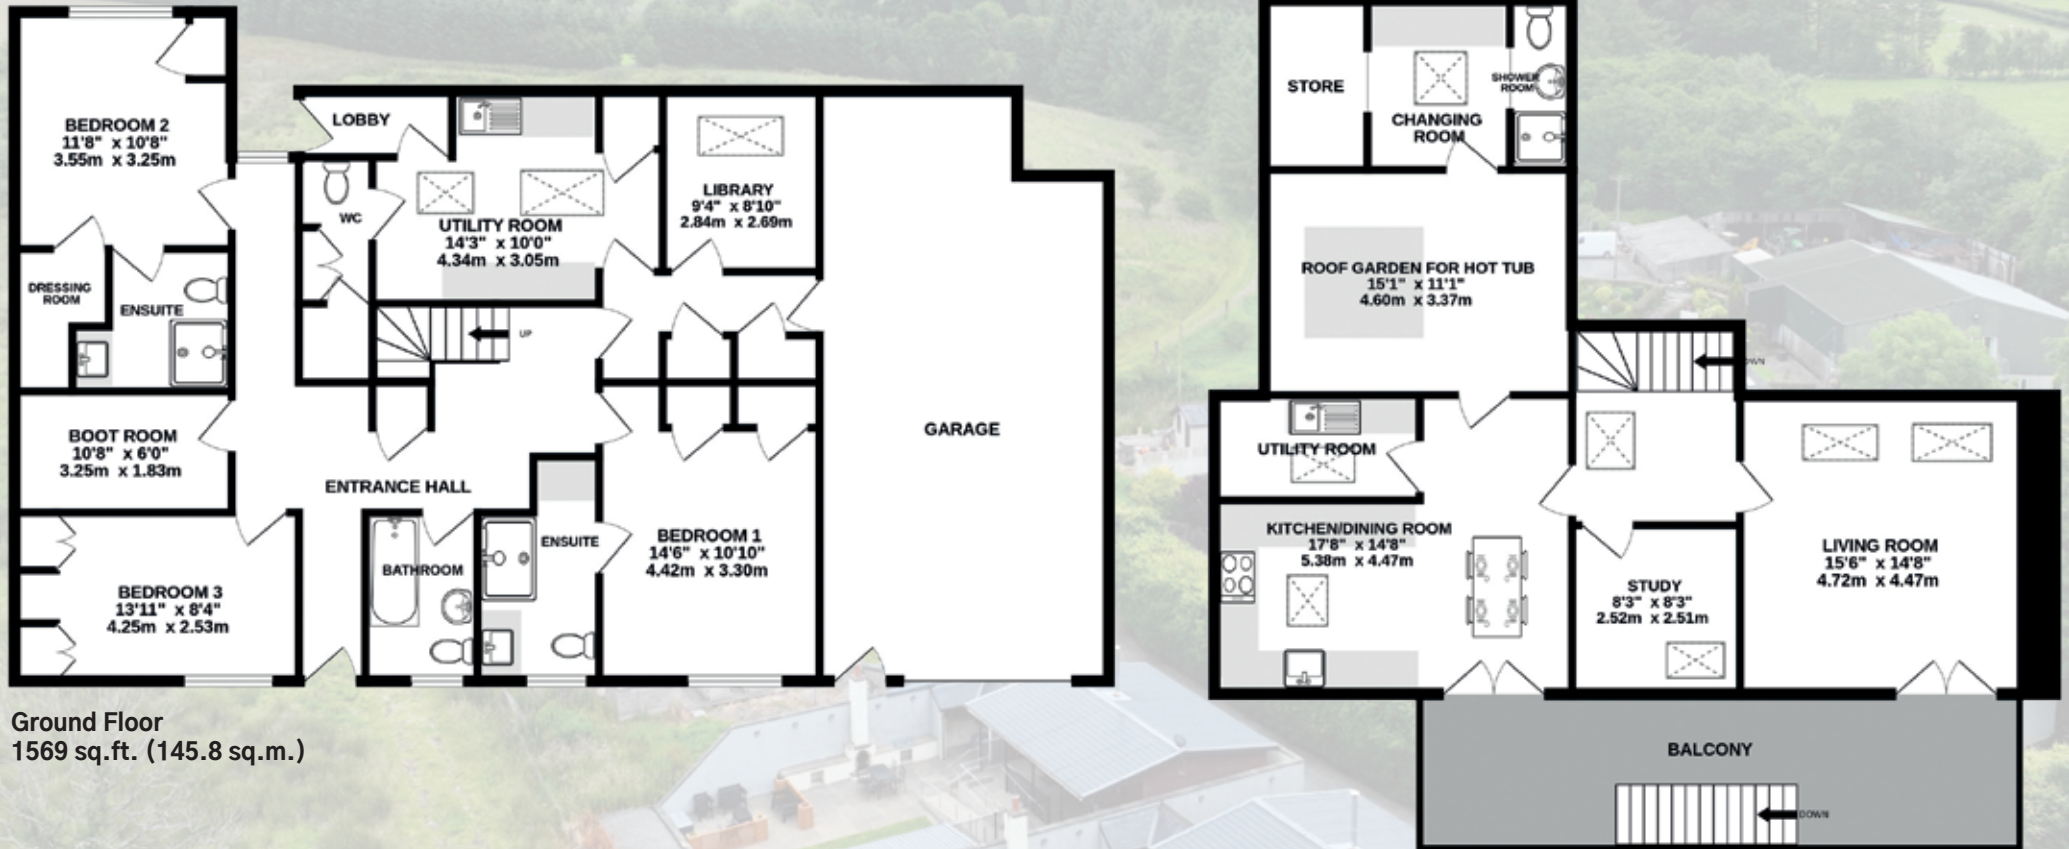 BEDROOM 2
11'8" x 10'8"
3.55m x 3.25m
LOBBY
WC
UTILITY ROOM
14'3" x 10'0"
4.34m x 3.05m
LIBRARY
9'4" x 8'10"
2.84m x 2.69m
DRESSING
ROOM
ENSUITE
UP
BOOT ROOM
10'8" x 6'0"
3.25m x 1.83m
ENTRANCE HALL
GARAGE
BEDROOM 3
13'11" x 8'4"
4.25m x 2.53m
BATHROOM
ENSUITE
BEDROOM 1
14'6" x 10'10"
4.42m x 3.30m
Ground Floor
1569 sq.ft. (145.8 sq.m.)
STORE
CHANGING
ROOM
SHOWER
ROOM
ROOF GARDEN FOR HOT TUB
15'1" x 11'1"
4.60m x 3.37m
DOWN
UTILITY ROOM
KITCHEN/DINING ROOM
17'8" x 14'8"
5.38m x 4.47m
STUDY
8'3" x 8'3"
2.52m x 2.51m
LIVING ROOM
15'6" x 14'8"
4.72m x 4.47m
BALCONY
DOWN